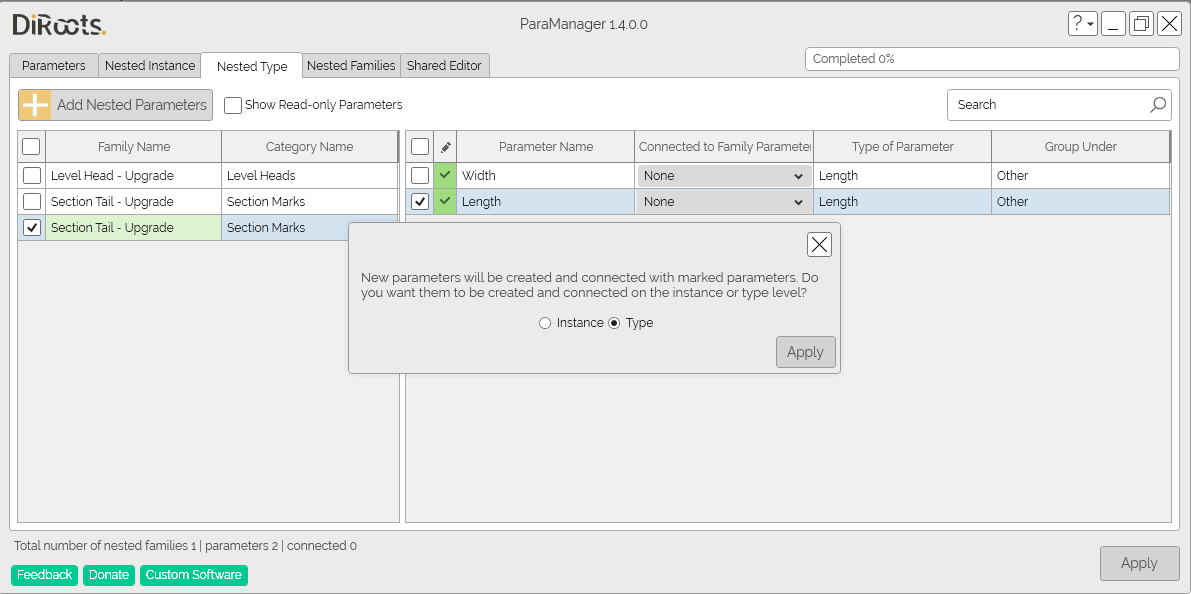 DiRoots.
ParaManager 1.4.0.0
?
Parameters
Nested Instance
Nested Type
Nested Families
Shared Editor
Completed 0%
Add Nested Parameters
Show Read-only Parameters
Search
Family Name
Category Name
Level Head - Upgrade
Level Heads
Section Tail - Upgrade
Section Marks
Section Tail - Upgrade
Section Marks
Parameter Name
Connected to Family Parameter
Type of Parameter
Group Under
Width
None
Length
Other
Length
None
Length
Other
New parameters will be created and connected with marked parameters. Do
you want them to be created and connected on the instance or type level?
Instance
Type
Apply
Total number of nested families 1 | parameters 2 | connected 0
Feedback
Donate
Custom Software
Apply